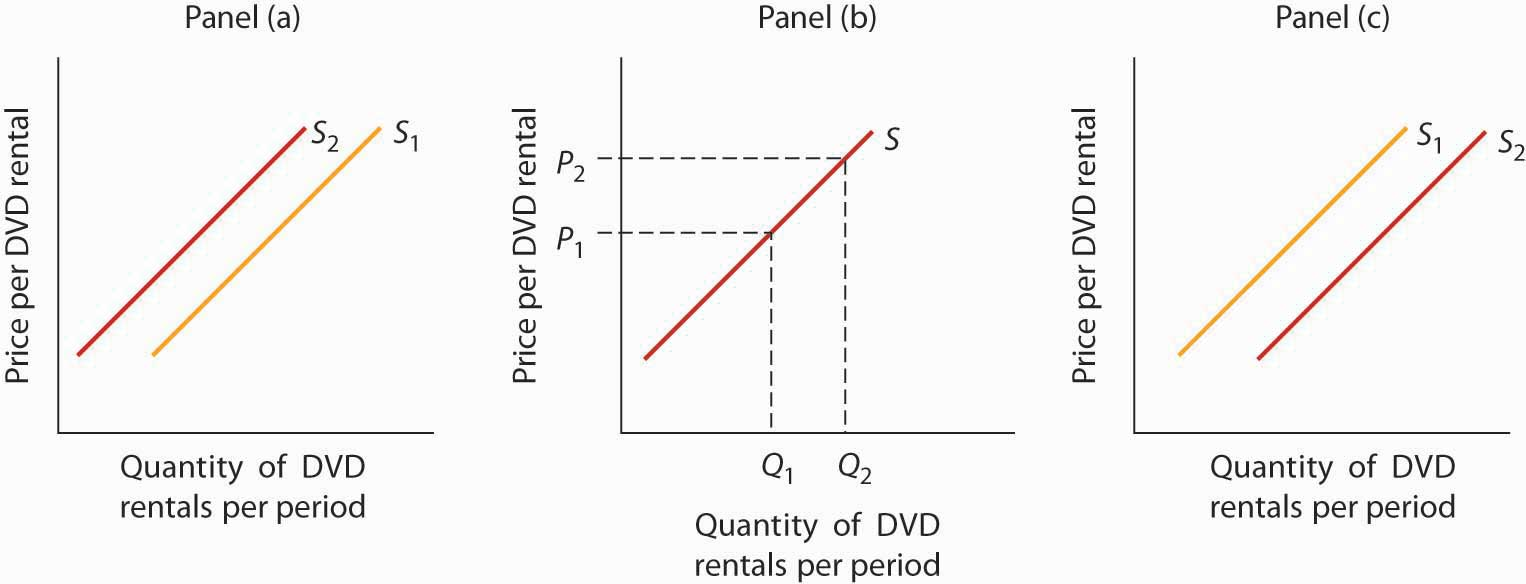 Panel (a)
Price per DVD rental
S2
S1
Quantity of DVD
rentals per period
Panel (b)
Price per DVD rental
P2
P1
S
Q1
Q2
Quantity of DVD
rentals per period
Panel (c)
Price per DVD rental
S1
S2
Quantity of DVD
rentals per period